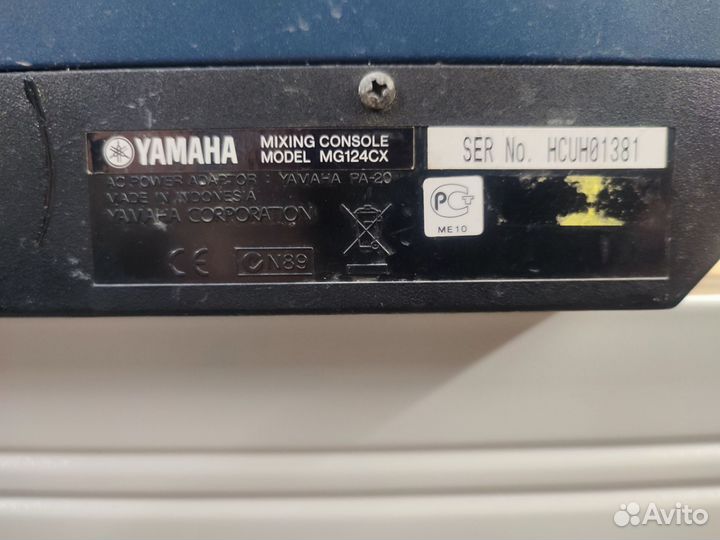 YAMAHA
MIXING CONSOLE
MODEL MG124CX
SER No. HCUH01381
AC POWER ADAPTOR : YAMAHA PA-20
MADE IN INDONESIA
YAMAHA CORPORATION
CE
N89
РСТ
ME10
Avito